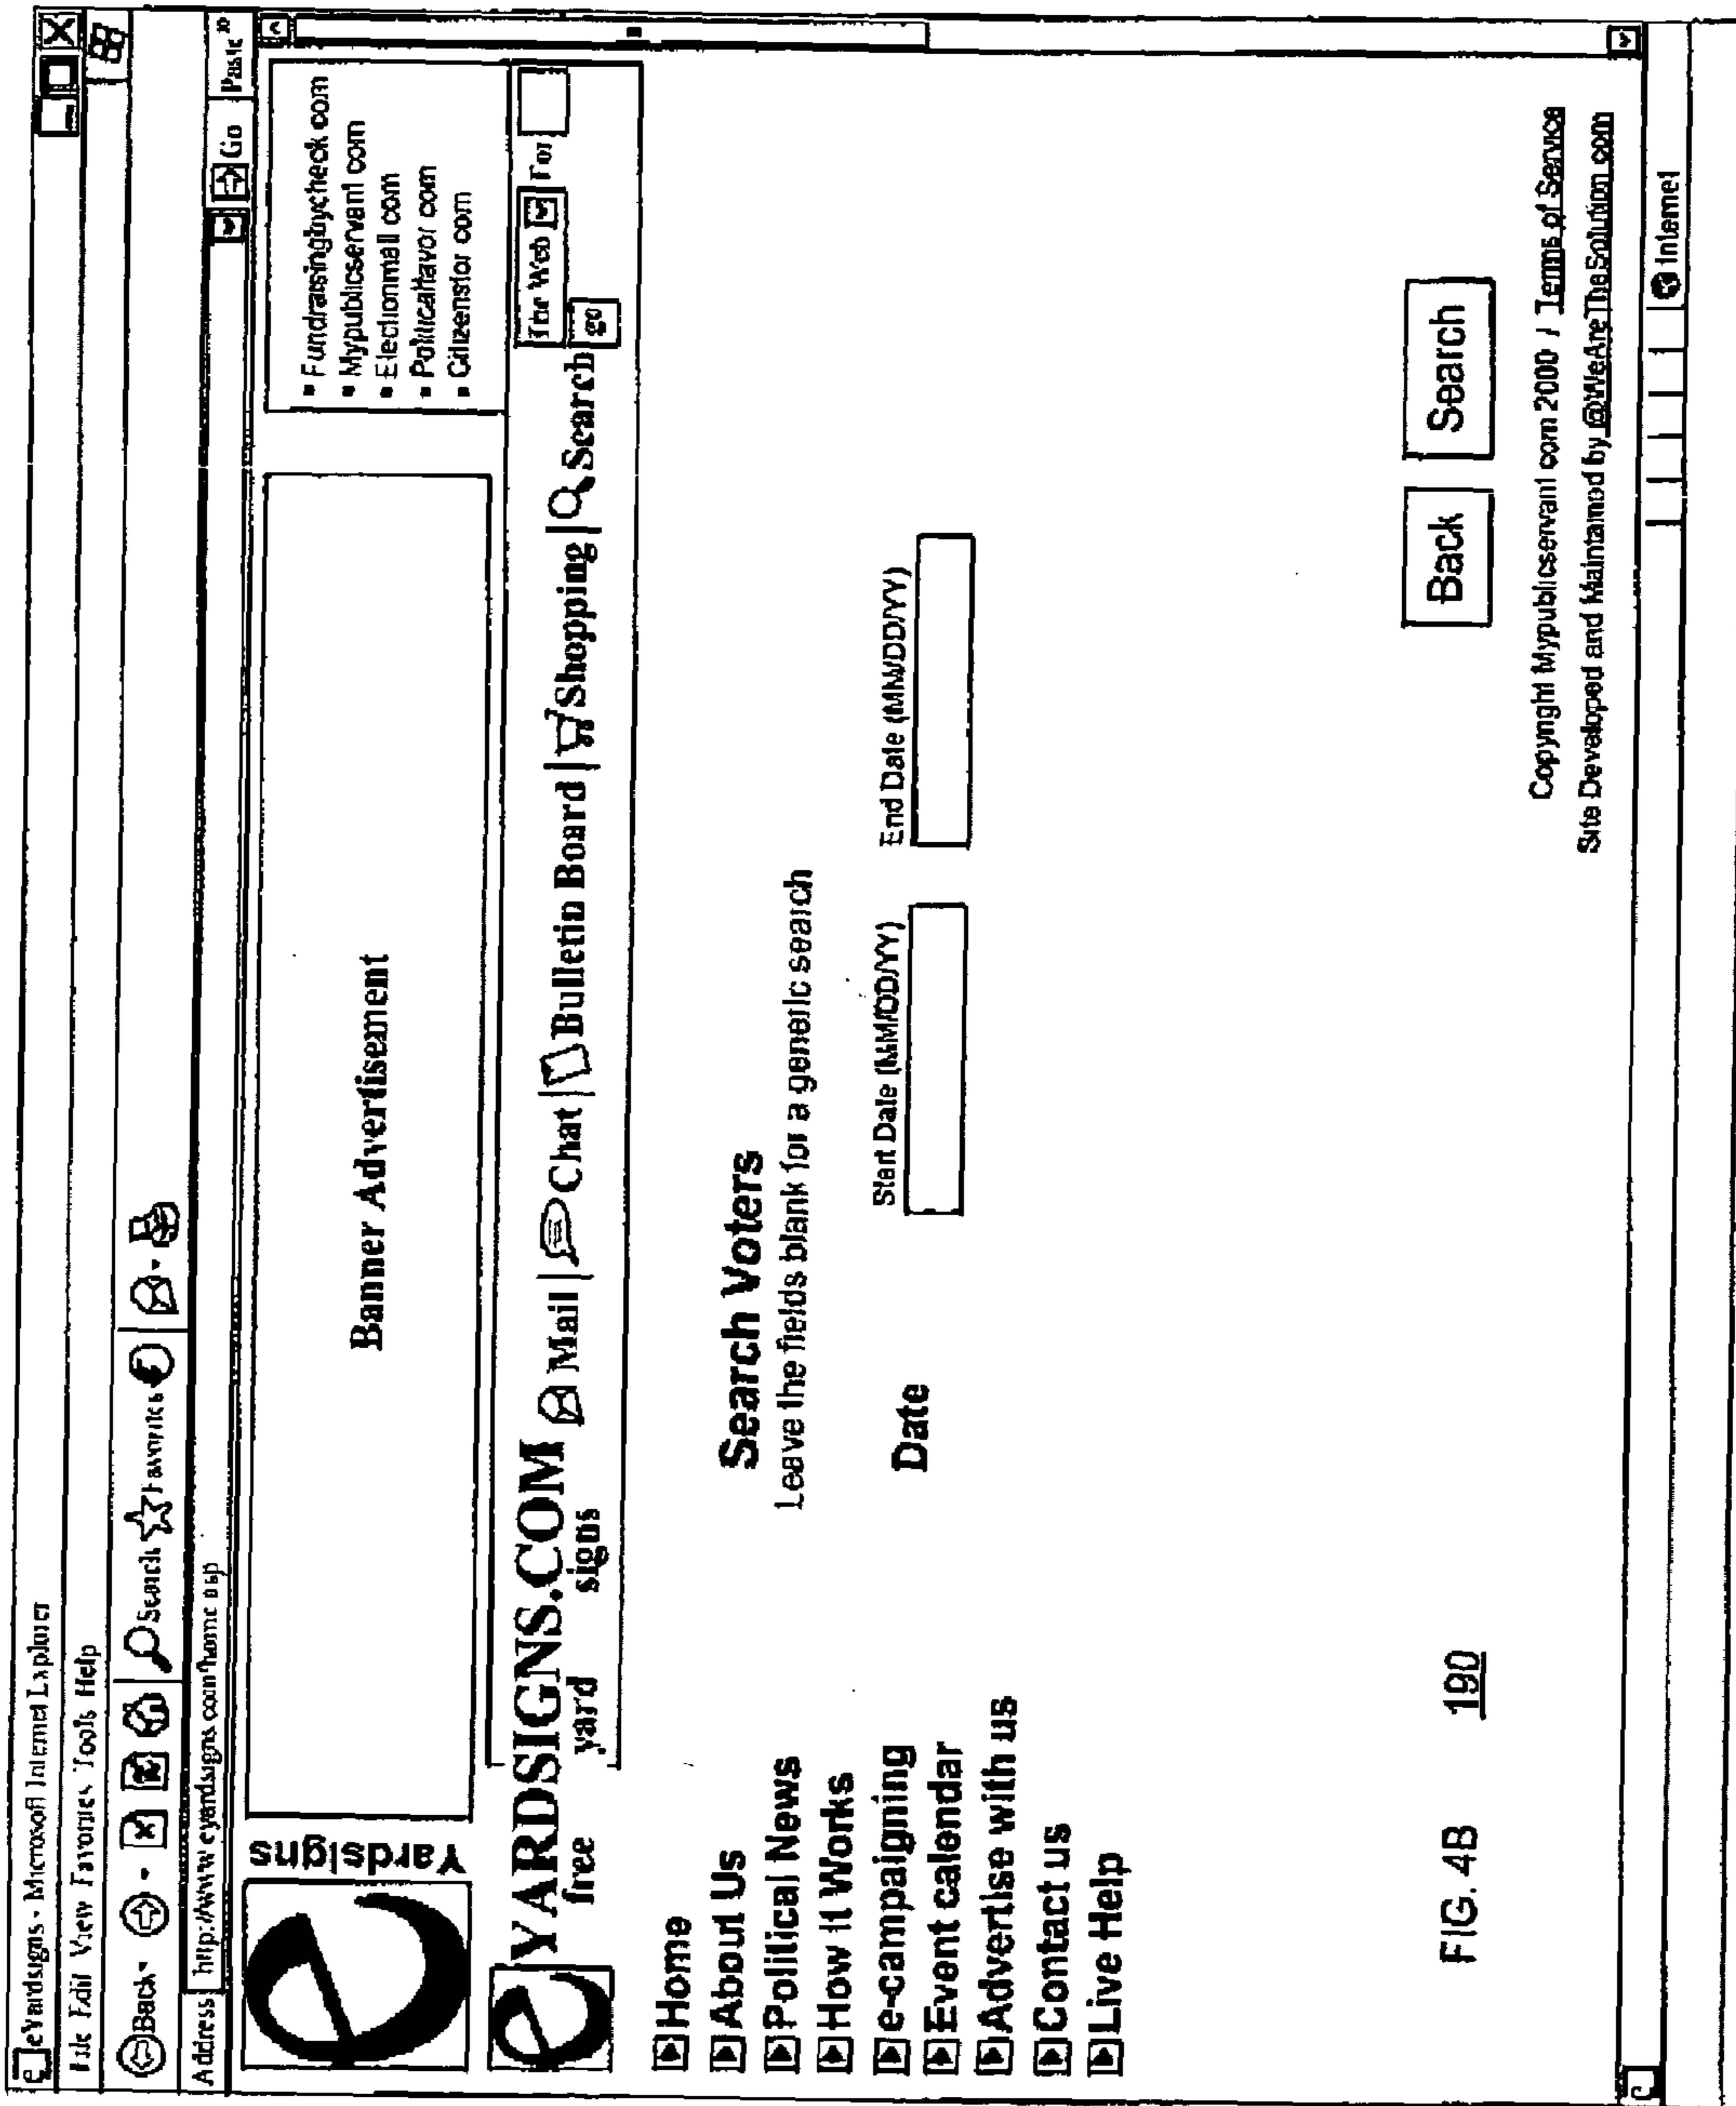 eYardsigns - Microsoft Internet Explorer
File Edit View Favorites Tools Help
Back Search Favorites
Address http://www eyardsigns com/home asp Go
Yardsigns
Banner Advertisement
Fundraisingbycheck com
Mypublicservant com
Electionmall com
Politicalfavor com
Citizensfor com
eYARDSIGNS.COM Mail | Chat | Bulletin Board | Shopping | Search The Web For
free yard signs go
Home
About Us
Political News
How it Works
e-campaigning
Event calendar
Advertise with us
Contact us
Live Help
Search Voters
Leave the fields blank for a generic search
Date
Start Date (MM/DD/YY) End Date (MM/DD/YY)
Back Search
Copyright Mypublicservant com 2000 / Terms of Service
Site Developed and Maintained by @WeAreTheSolution com
Internet
FIG. 4B 190